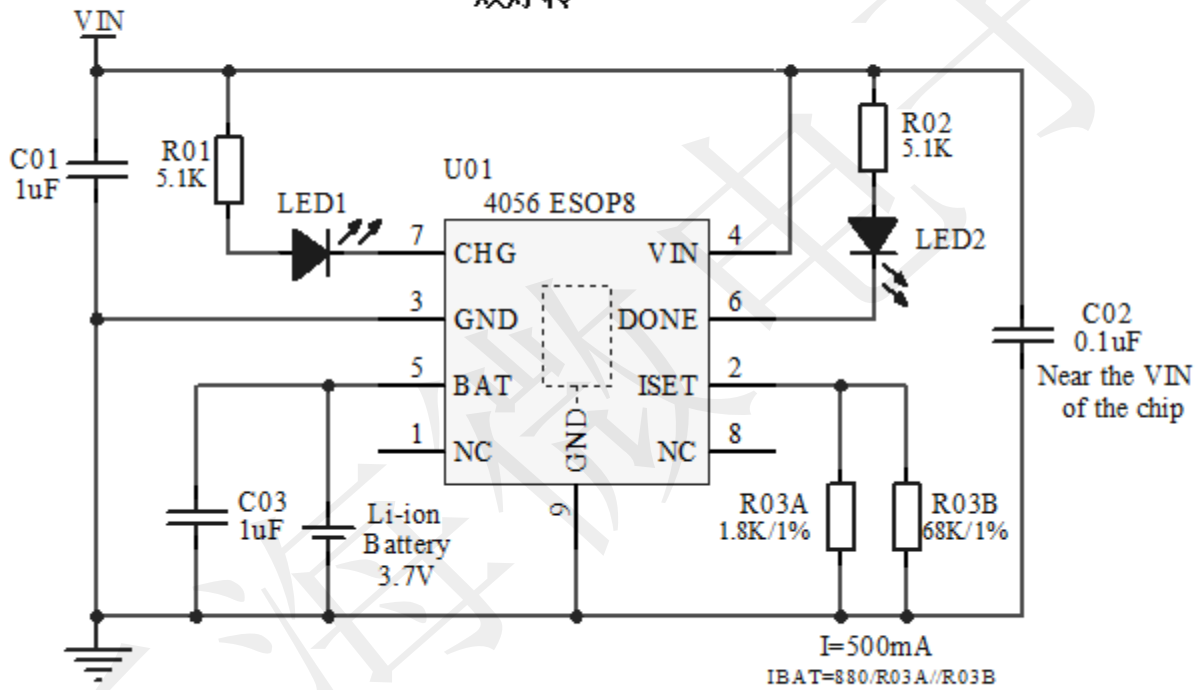 VIN
C01
1uF
R01
5.1K
LED1
U01
4056 ESOP8
7
CHG
3
GND
5
BAT
1
NC
VIN
4
DONE
6
ISET
2
NC
8
GND
9
R02
5.1K
LED2
C02
0.1uF
Near the VIN
of the chip
C03
1uF
Li-ion
Battery
3.7V
R03A
1.8K/1%
R03B
68K/1%
I=500mA
IBAT=880/R03A//R03B